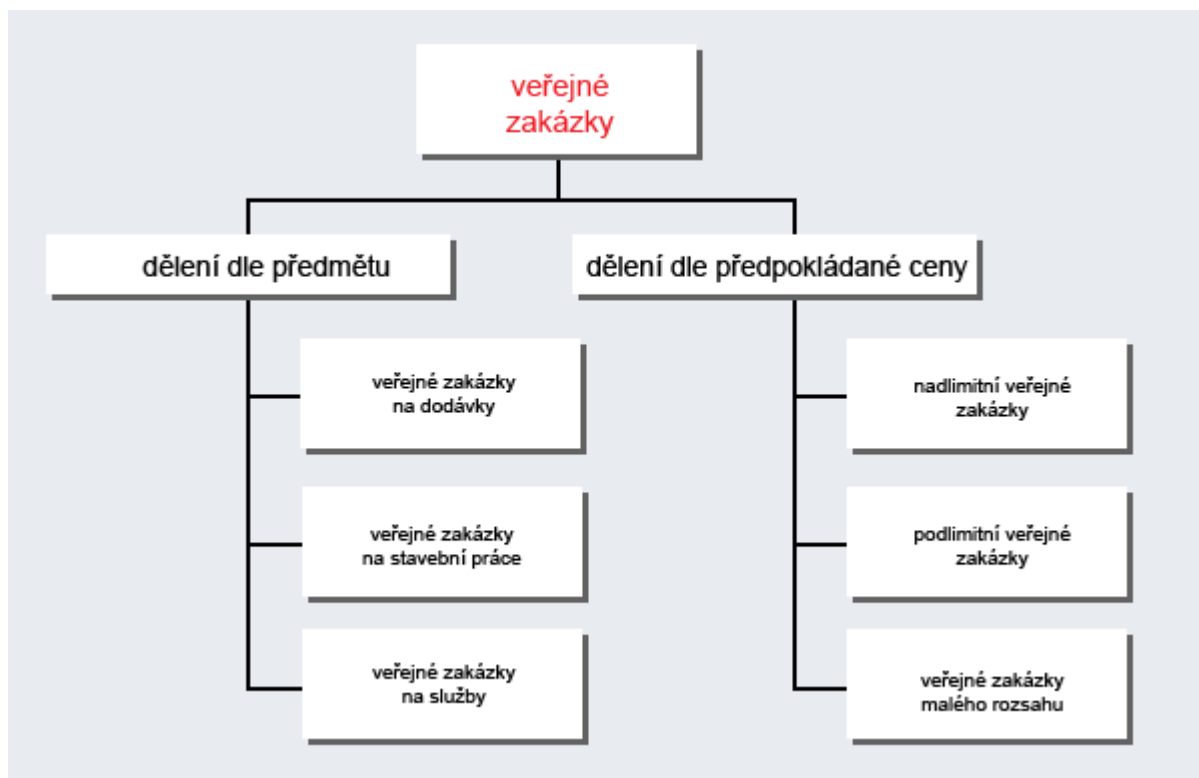 veřejné
zakázky
dělení dle předmětu
dělení dle předpokládané ceny
veřejné zakázky
na dodávky
veřejné zakázky
na stavební práce
veřejné zakázky
na služby
nadlimitní veřejné
zakázky
podlimitní veřejné
zakázky
veřejné zakázky
malého rozsahu